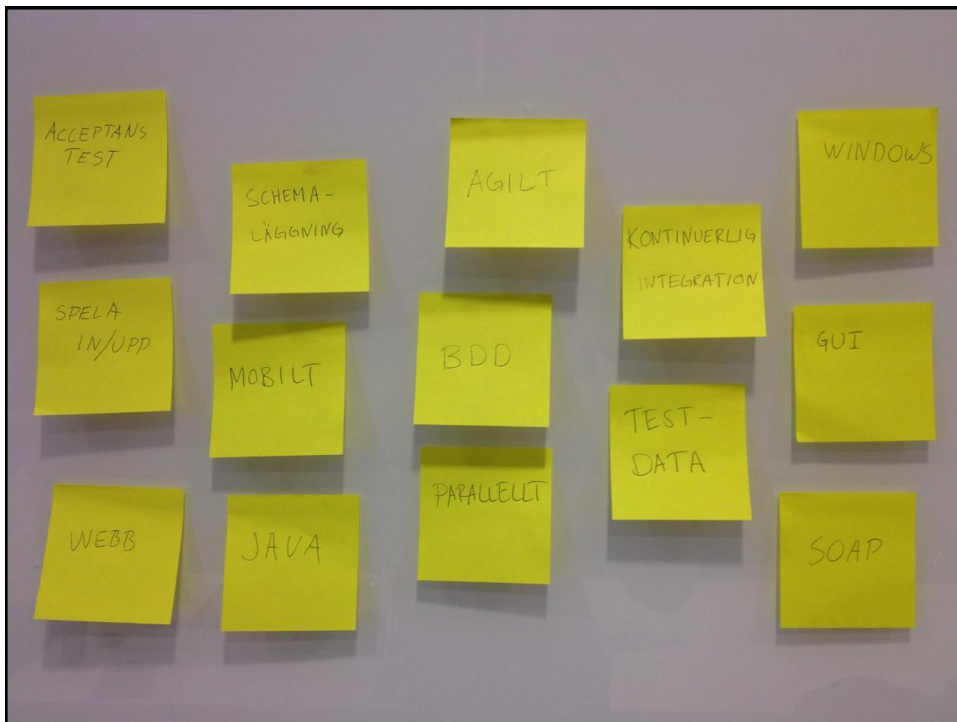 ACCEPTANS
TEST
SPELA
IN/UPP
WEBB
SCHEMA-
LÄGGNING
MOBILT
JAVA
AGILT
BDD
PARALLELLT
KONTINUERLIG
INTEGRATION
TEST-
DATA
WINDOWS
GUI
SOAP